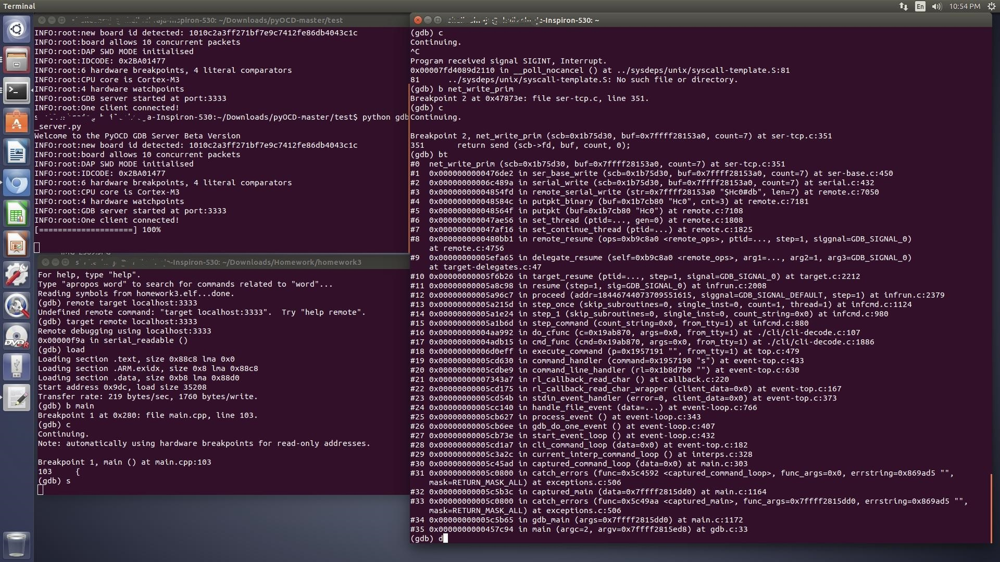 Terminal
En
10:54 PM
-Inspiron-530: ~/Downloads/pyOCD-master/test
INFO:root:new board id detected: 1010c2a3ff271bf7e9c7412fe86db4043c1c
INFO:root:board allows 10 concurrent packets
INFO:root:DAP SWD MODE initialised
INFO:root:IDCODE: 0x2BA01477
INFO:root:6 hardware breakpoints, 4 literal comparators
INFO:root:CPU core is Cortex-M3
INFO:root:4 hardware watchpoints
INFO:root:GDB server started at port:3333
INFO:root:One client connected!
-Inspiron-530:~/Downloads/pyOCD-master/test$ python gdb
_server.py
Welcome to the PyOCD GDB Server Beta Version
INFO:root:new board id detected: 1010c2a3ff271bf7e9c7412fe86db4043c1c
INFO:root:board allows 10 concurrent packets
INFO:root:DAP SWD MODE initialised
INFO:root:IDCODE: 0x2BA01477
INFO:root:6 hardware breakpoints, 4 literal comparators
INFO:root:CPU core is Cortex-M3
INFO:root:4 hardware watchpoints
INFO:root:GDB server started at port:3333
INFO:root:One client connected!
[====================] 100%
-Inspiron-530: ~/Downloads/Homework/homework3
For help, type "help".
Type "apropos word" to search for commands related to "word"...
Reading symbols from homework3.elf...done.
(gdb) remote target localhost:3333
Undefined remote command: "target localhost:3333".  Try "help remote".
(gdb) target remote localhost:3333
Remote debugging using localhost:3333
0x00000f9a in serial_readable ()
(gdb) load
Loading section .text, size 0x88c8 lma 0x0
Loading section .ARM.exidx, size 0x8 lma 0x88c8
Loading section .data, size 0xb8 lma 0x88d0
Start address 0x9dc, load size 35208
Transfer rate: 219 bytes/sec, 1760 bytes/write.
(gdb) b main
Breakpoint 1 at 0x280: file main.cpp, line 103.
(gdb) c
Continuing.
Note: automatically using hardware breakpoints for read-only addresses.
Breakpoint 1, main () at main.cpp:103
103     {
(gdb) s
-Inspiron-530: ~
(gdb) c
Continuing.
^C
Program received signal SIGINT, Interrupt.
0x00007fd4089d2110 in __poll_nocancel () at ../sysdeps/unix/syscall-template.S:81
81      ../sysdeps/unix/syscall-template.S: No such file or directory.
(gdb) b net_write_prim
Breakpoint 2 at 0x47873e: file ser-tcp.c, line 351.
(gdb) c
Continuing.
Breakpoint 2, net_write_prim (scb=0x1b75d30, buf=0x7ffff28153a0, count=7) at ser-tcp.c:351
351       return send (scb->fd, buf, count, 0);
(gdb) bt
#0  net_write_prim (scb=0x1b75d30, buf=0x7ffff28153a0, count=7) at ser-tcp.c:351
#1  0x0000000000476de2 in ser_base_write (scb=0x1b75d30, buf=0x7ffff28153a0, count=7) at ser-base.c:450
#2  0x00000000006c489a in serial_write (scb=0x1b75d30, buf=0x7ffff28153a0, count=7) at serial.c:432
#3  0x00000000004854fd in remote_serial_write (str=0x7ffff28153a0 "$Hc0#db", len=7) at remote.c:7050
#4  0x000000000048584c in putpkt_binary (buf=0x1b7cb80 "Hc0", cnt=3) at remote.c:7181
#5  0x000000000048564f in putpkt (buf=0x1b7cb80 "Hc0") at remote.c:7108
#6  0x000000000047ae56 in set_thread (ptid=..., gen=0) at remote.c:1808
#7  0x000000000047af16 in set_continue_thread (ptid=...) at remote.c:1825
#8  0x0000000000480bb1 in remote_resume (ops=0xb9c8a0 <remote_ops>, ptid=..., step=1, siggnal=GDB_SIGNAL_0)
    at remote.c:4756
#9  0x00000000005efa65 in delegate_resume (self=0xb9c8a0 <remote_ops>, arg1=..., arg2=1, arg3=GDB_SIGNAL_0)
    at target-delegates.c:47
#10 0x00000000005f6b26 in target_resume (ptid=..., step=1, signal=GDB_SIGNAL_0) at target.c:2212
#11 0x00000000005a8c98 in resume (step=1, sig=GDB_SIGNAL_0) at infrun.c:2008
#12 0x00000000005a96c7 in proceed (addr=18446744073709551615, siggnal=GDB_SIGNAL_DEFAULT, step=1) at infrun.c:2379
#13 0x00000000005a215d in step_once (skip_subroutines=0, single_inst=0, count=1, thread=1) at infcmd.c:1124
#14 0x00000000005a1e24 in step_1 (skip_subroutines=0, single_inst=0, count_string=0x0) at infcmd.c:980
#15 0x00000000005a1b6d in step_command (count_string=0x0, from_tty=1) at infcmd.c:880
#16 0x00000000004aa992 in do_cfunc (c=0x19ab870, args=0x0, from_tty=1) at ./cli/cli-decode.c:107
#17 0x00000000004adb15 in cmd_func (cmd=0x19ab870, args=0x0, from_tty=1) at ./cli/cli-decode.c:1886
#18 0x00000000006d0eff in execute_command (p=0x1957191 "", from_tty=1) at top.c:479
#19 0x00000000005cd630 in command_handler (command=0x1957190 "s") at event-top.c:433
#20 0x00000000005cdbe9 in command_line_handler (rl=0x1b8d7b0 "") at event-top.c:630
#21 0x00000000007343a7 in rl_callback_read_char () at callback.c:220
#22 0x00000000005cd175 in rl_callback_read_char_wrapper (client_data=0x0) at event-top.c:167
#23 0x00000000005cd54b in stdin_event_handler (error=0, client_data=0x0) at event-top.c:373
#24 0x00000000005cc140 in handle_file_event (data=...) at event-loop.c:766
#25 0x00000000005cb627 in process_event () at event-loop.c:343
#26 0x00000000005cb6ee in gdb_do_one_event () at event-loop.c:407
#27 0x00000000005cb73e in start_event_loop () at event-loop.c:432
#28 0x00000000005cd1a7 in cli_command_loop (data=0x0) at event-top.c:182
#29 0x00000000005c3a2c in current_interp_command_loop () at interps.c:328
#30 0x00000000005c45ad in captured_command_loop (data=0x0) at main.c:303
#31 0x00000000005c0800 in catch_errors (func=0x5c4592 <captured_command_loop>, func_args=0x0, errstring=0x869ad5 "",
    mask=RETURN_MASK_ALL) at exceptions.c:506
#32 0x00000000005c5b3c in captured_main (data=0x7ffff2815dd0) at main.c:1164
#33 0x00000000005c0800 in catch_errors (func=0x5c49aa <captured_main>, func_args=0x7ffff2815dd0, errstring=0x869ad5 "",
    mask=RETURN_MASK_ALL) at exceptions.c:506
#34 0x00000000005c5b65 in gdb_main (args=0x7ffff2815dd0) at main.c:1172
#35 0x0000000000457c94 in main (argc=2, argv=0x7ffff2815ed8) at gdb.c:33
(gdb) d